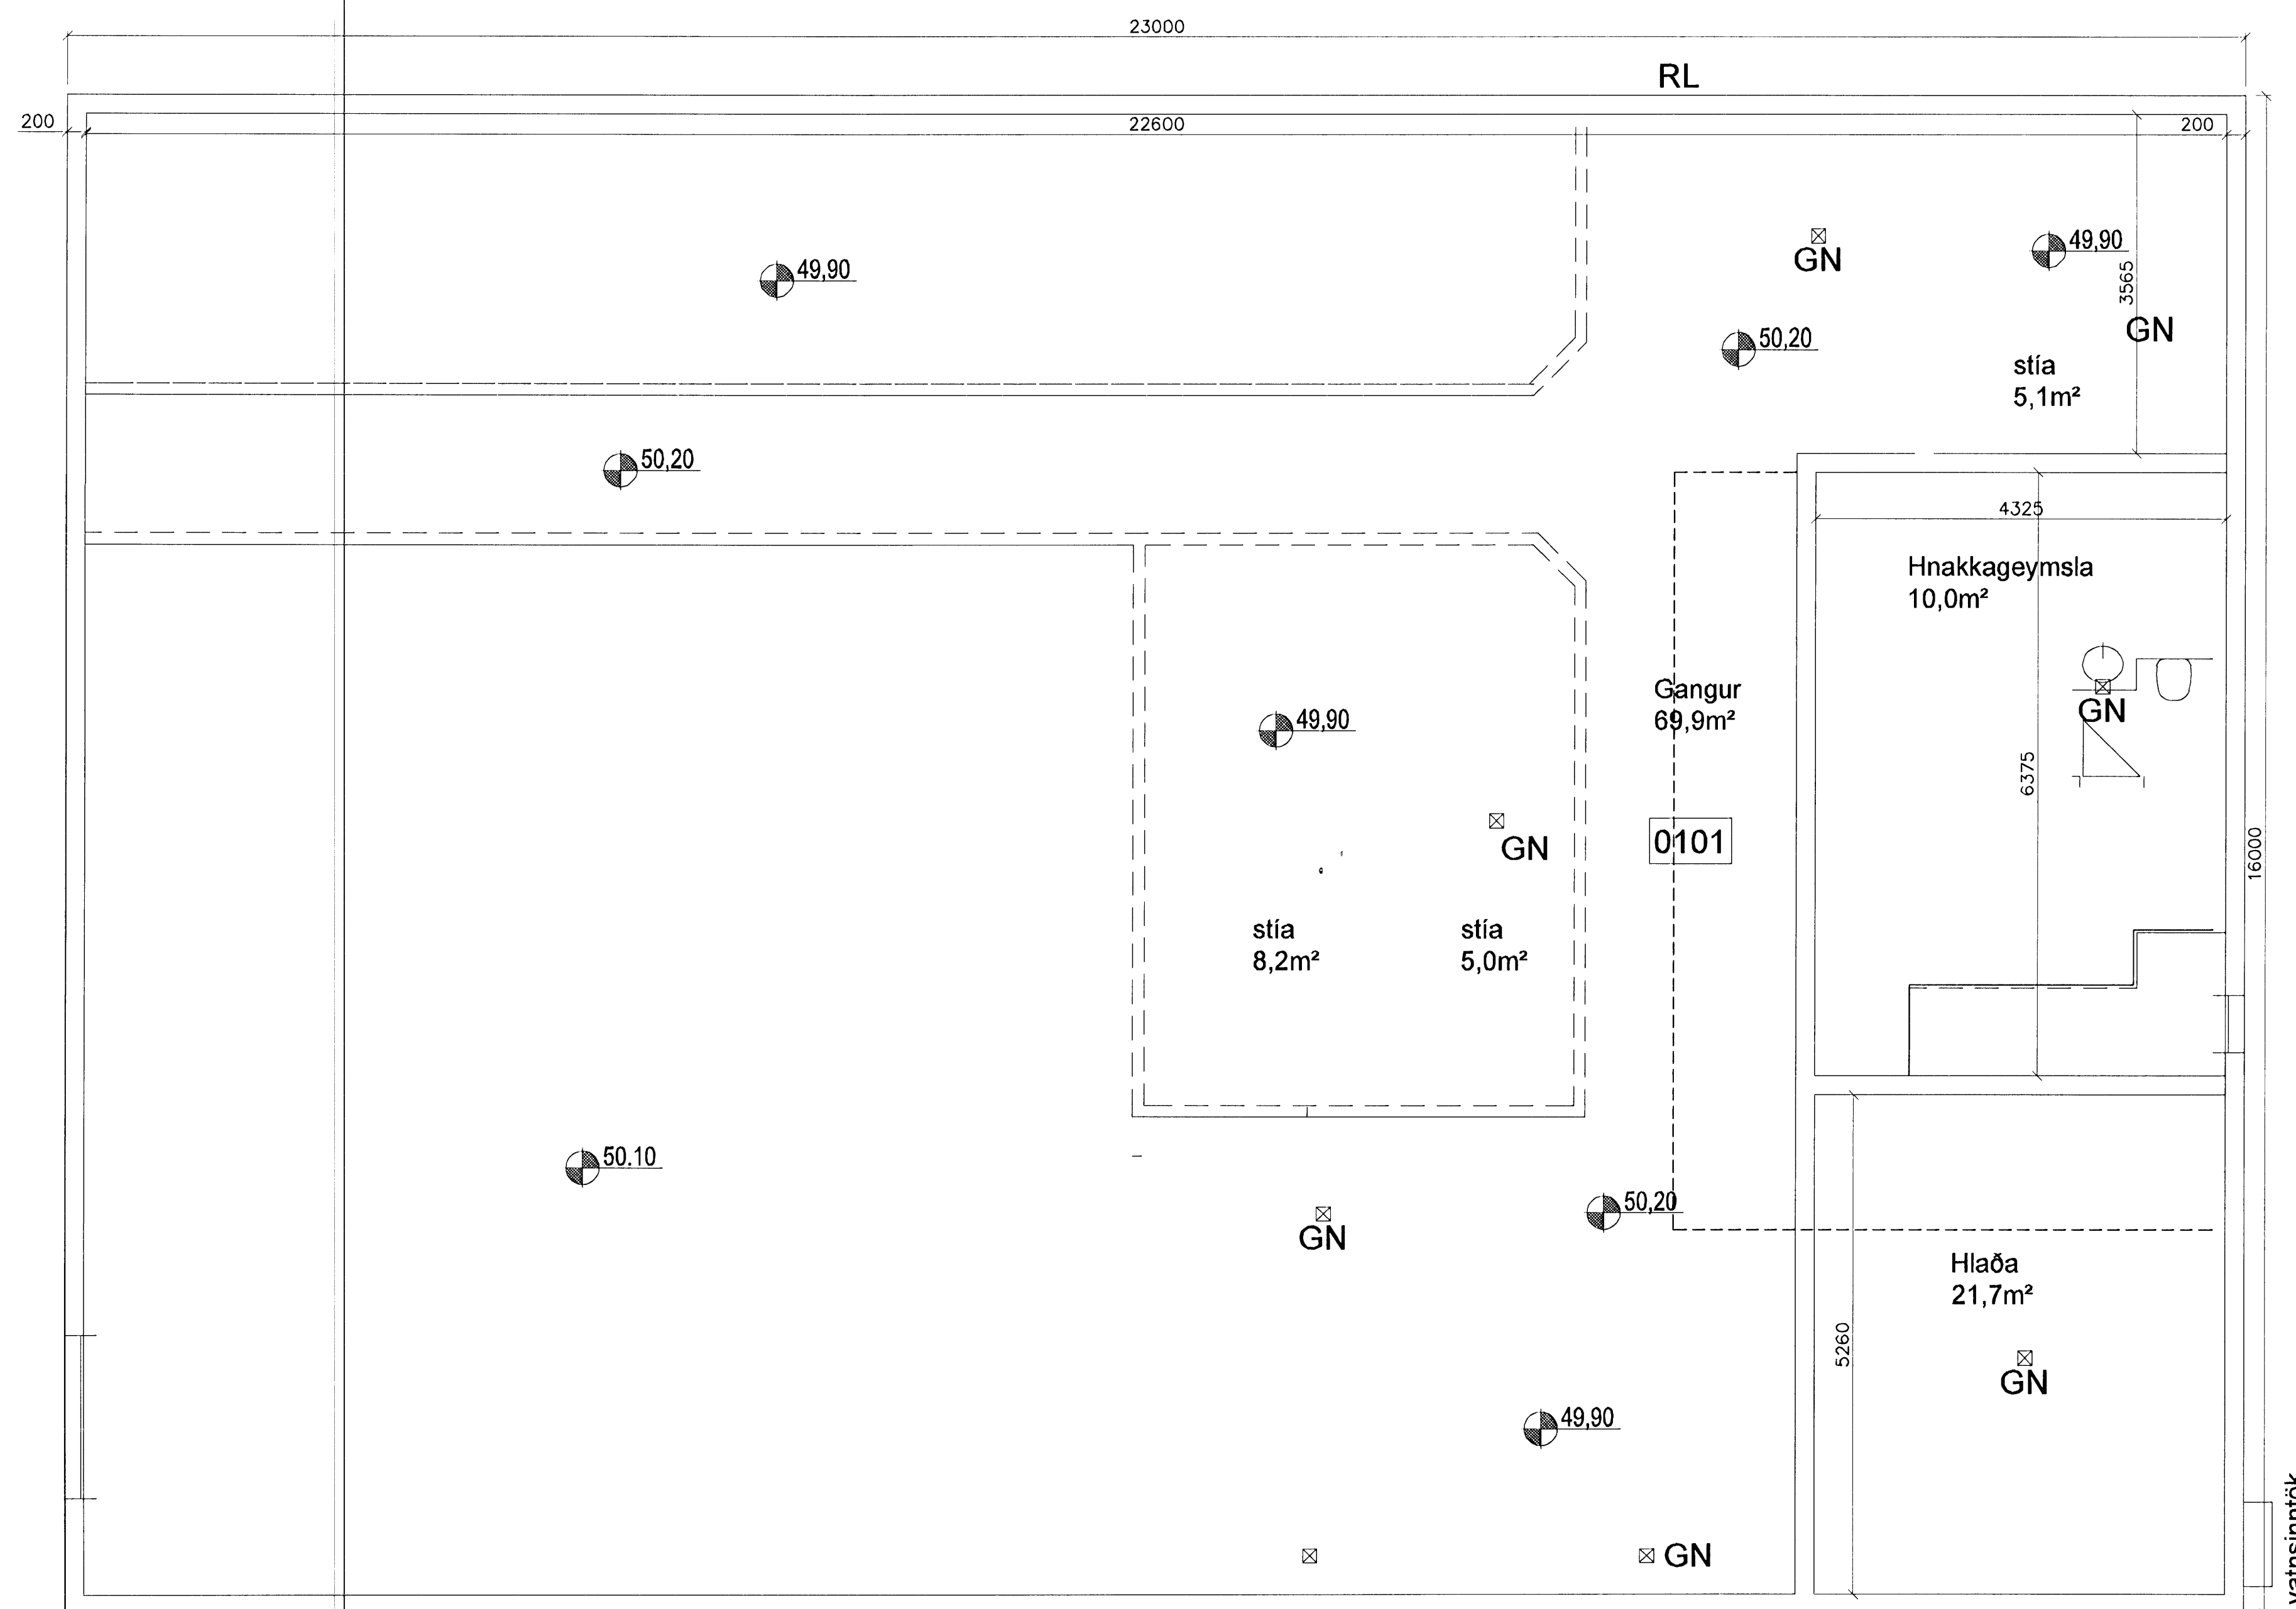 23000
RL
200
22600
200
49,90
GN
49,90
3565
GN
50,20
stía
5,1m²
50,20
4325
Hnakkageymsla
10,0m²
Gangur
69,9m²
GN
49,90
6375
GN
0101
16000
stía
8,2m²
stía
5,0m²
50.10
50,20
GN
Hlaða
21,7m²
5260
GN
49,90
GN
vatnsinntök